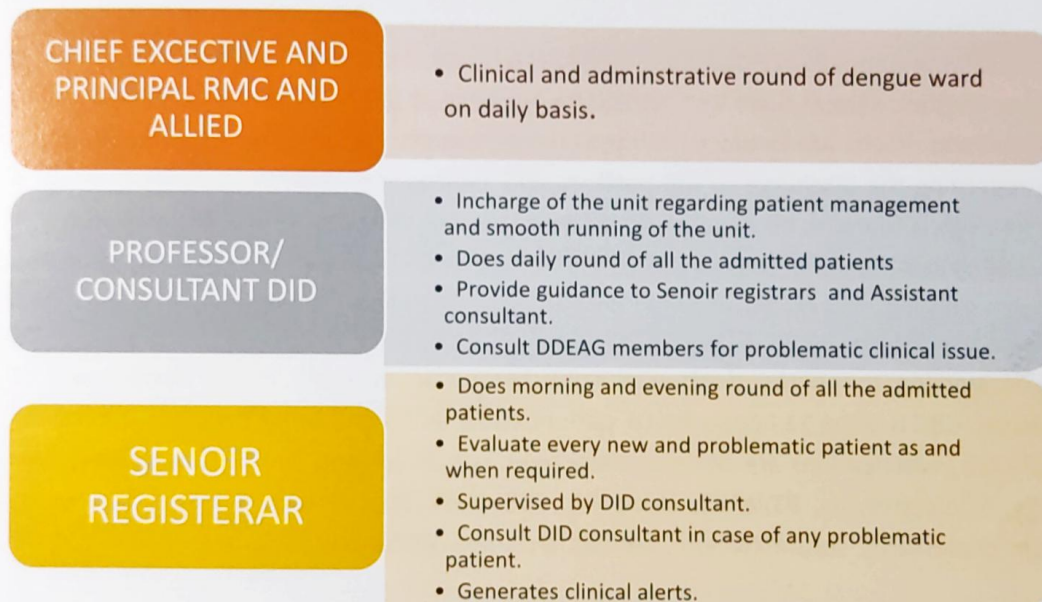 CHIEF EXCECTIVE AND
PRINCIPAL RMC AND
ALLIED
• Clinical and adminstrative round of dengue ward
on daily basis.
PROFESSOR/
CONSULTANT DID
• Incharge of the unit regarding patient management
and smooth running of the unit.
• Does daily round of all the admitted patients
• Provide guidance to Senoir registrars and Assistant
consultant.
• Consult DDEAG members for problematic clinical issue.
SENOIR
REGISTERAR
• Does morning and evening round of all the admitted
patients.
• Evaluate every new and problematic patient as and
when required.
• Supervised by DID consultant.
• Consult DID consultant in case of any problematic
patient.
• Generates clinical alerts.